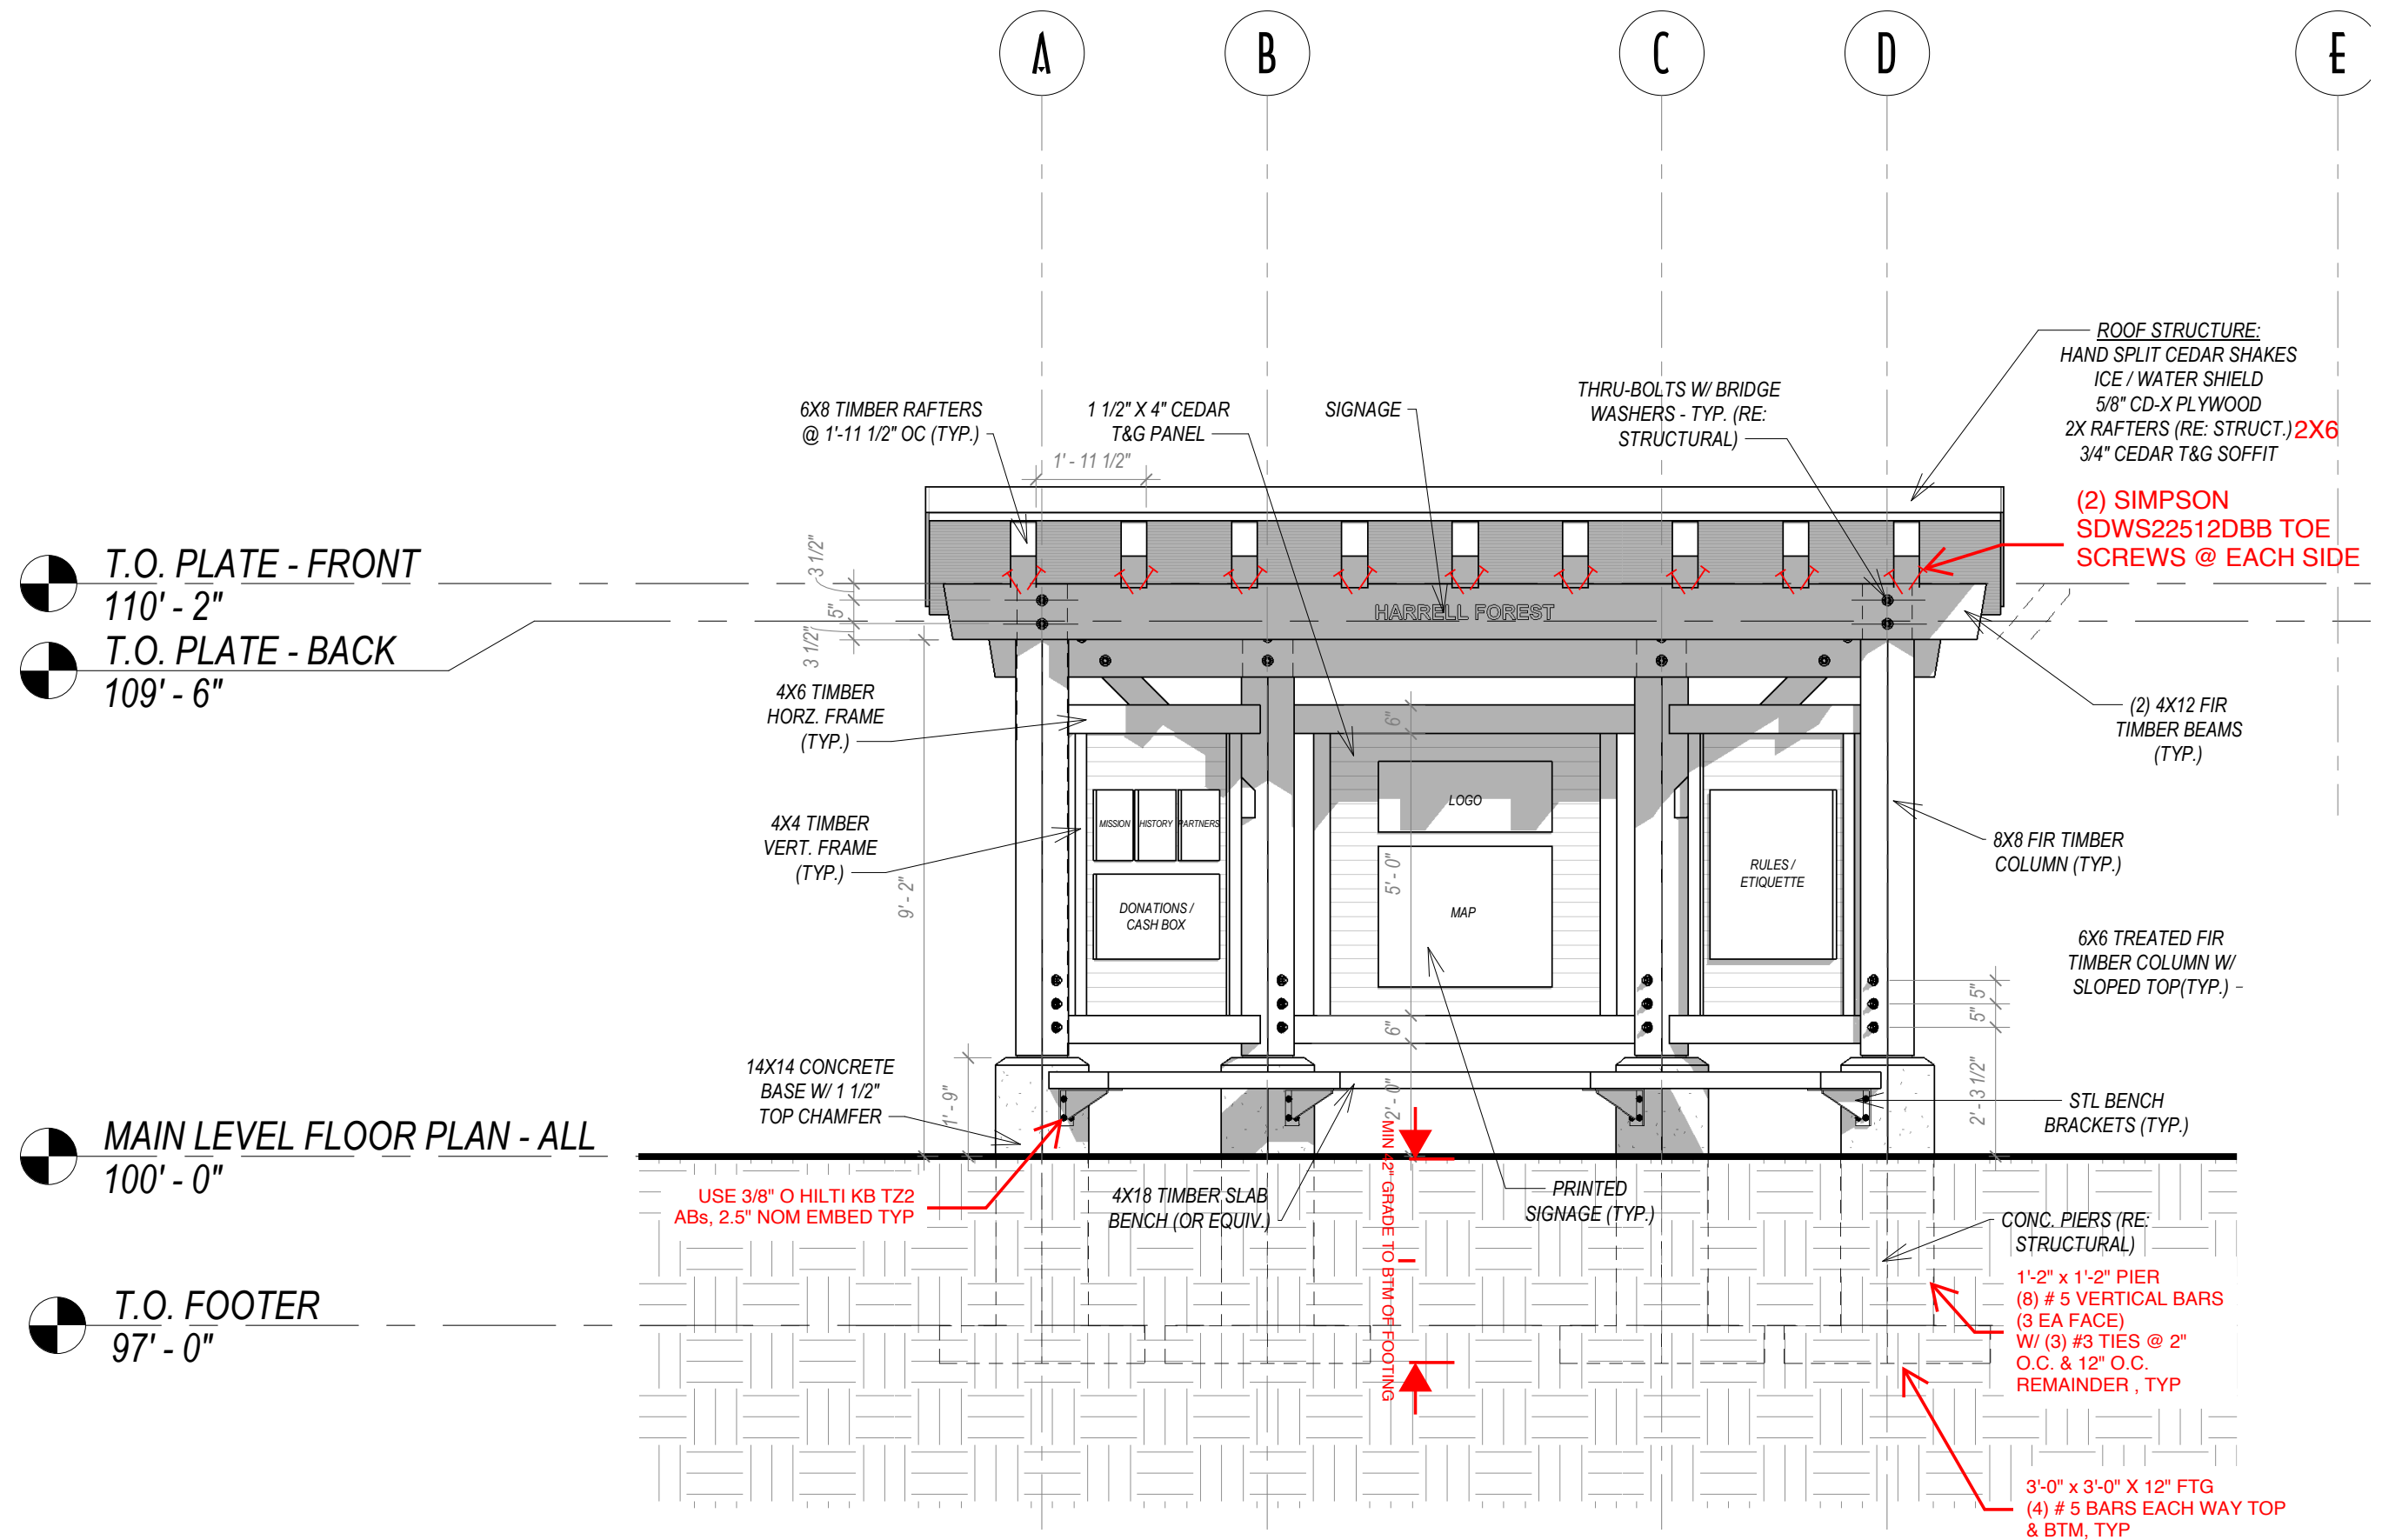 A
B
C
D
E
ROOF STRUCTURE:
HAND SPLIT CEDAR SHAKES
ICE / WATER SHIELD
5/8" CD-X PLYWOOD
2X RAFTERS (RE: STRUCT.) 2X6
3/4" CEDAR T&G SOFFIT
THRU-BOLTS W/ BRIDGE
WASHERS - TYP. (RE:
STRUCTURAL)
SIGNAGE
1 1/2" X 4" CEDAR
T&G PANEL
6X8 TIMBER RAFTERS
@ 1'-11 1/2" OC (TYP.)
1' - 11 1/2"
(2) SIMPSON
SDWS22512DBB TOE
SCREWS @ EACH SIDE
T.O. PLATE - FRONT
110' - 2"
T.O. PLATE - BACK
109' - 6"
3 1/2"
5"
3 1/2"
HARRELL FOREST
4X6 TIMBER
HORZ. FRAME
(TYP.)
(2) 4X12 FIR
TIMBER BEAMS
(TYP.)
6"
4X4 TIMBER
VERT. FRAME
(TYP.)
MISSION
HISTORY
PARTNERS
LOGO
8X8 FIR TIMBER
COLUMN (TYP.)
9' - 2"
5' - 0"
RULES /
ETIQUETTE
DONATIONS /
CASH BOX
MAP
6X6 TREATED FIR
TIMBER COLUMN W/
SLOPED TOP(TYP.)
5"
5"
6"
14X14 CONCRETE
BASE W/ 1 1/2"
TOP CHAMFER
1' - 9"
2' - 0"
2' - 3 1/2"
STL BENCH
BRACKETS (TYP.)
MAIN LEVEL FLOOR PLAN - ALL
100' - 0"
USE 3/8" O HILTI KB TZ2
ABs, 2.5" NOM EMBED TYP
4X18 TIMBER SLAB
BENCH (OR EQUIV.)
MIN 42" GRADE TO BTM OF FOOTING
PRINTED
SIGNAGE (TYP.)
CONC. PIERS (RE:
STRUCTURAL)
1'-2" x 1'-2" PIER
(8) # 5 VERTICAL BARS
(3 EA FACE)
W/ (3) #3 TIES @ 2"
O.C. & 12" O.C.
REMAINDER , TYP
T.O. FOOTER
97' - 0"
3'-0" x 3'-0" X 12" FTG
(4) # 5 BARS EACH WAY TOP
& BTM, TYP